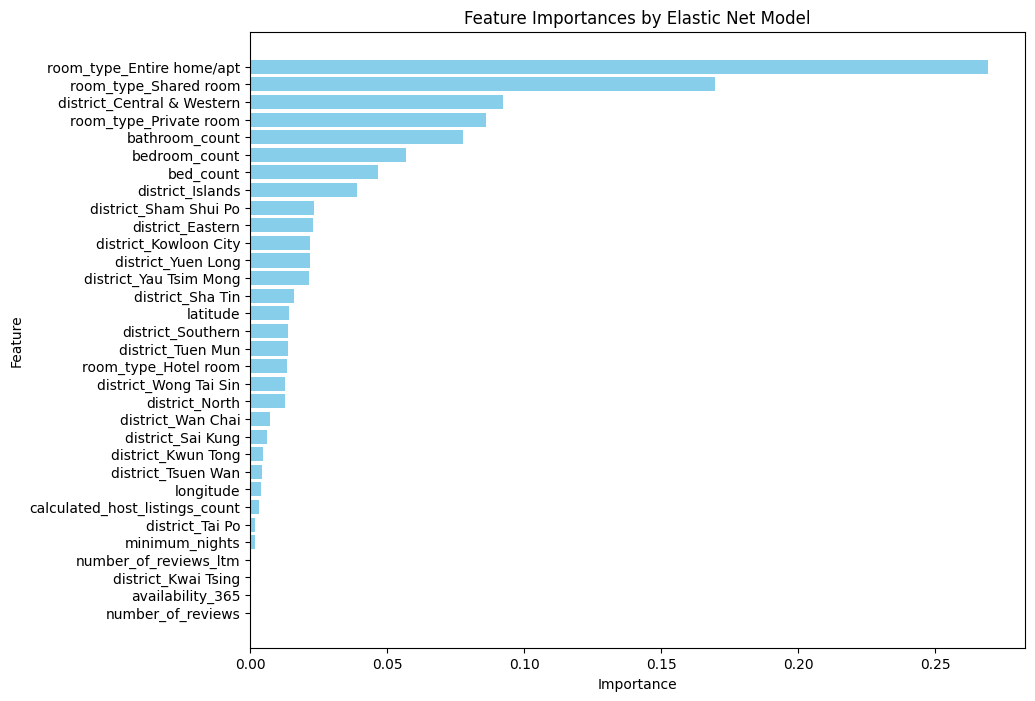 Feature Importances by Elastic Net Model
room_type_Entire home/apt
room_type_Shared room
district_Central & Western
room_type_Private room
bathroom_count
bedroom_count
bed_count
district_Islands
district_Sham Shui Po
district_Eastern
district_Kowloon City
district_Yuen Long
district_Yau Tsim Mong
district_Sha Tin
latitude
district_Southern
district_Tuen Mun
room_type_Hotel room
district_Wong Tai Sin
district_North
district_Wan Chai
district_Sai Kung
district_Kwun Tong
district_Tsuen Wan
longitude
calculated_host_listings_count
district_Tai Po
minimum_nights
number_of_reviews_ltm
district_Kwai Tsing
availability_365
number_of_reviews
Feature
0.00 0.05 0.10 0.15 0.20 0.25
Importance